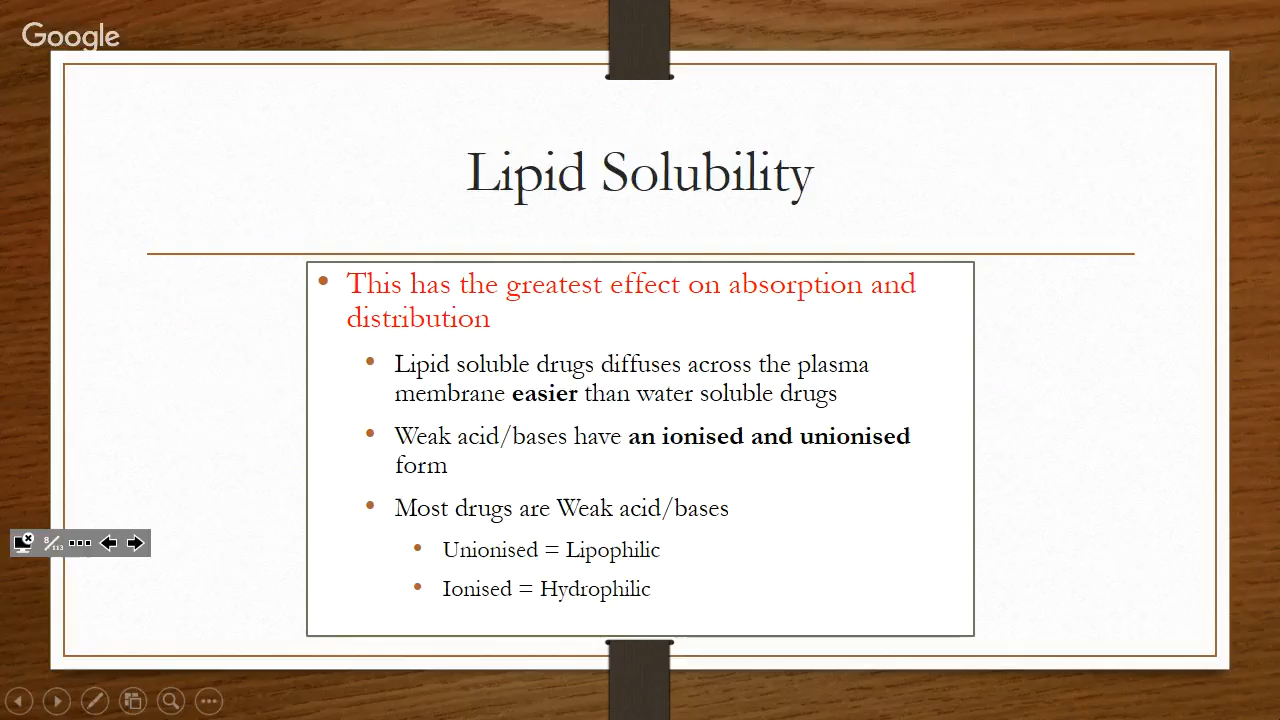 Google
Lipid Solubility
• This has the greatest effect on absorption and
distribution
• Lipid soluble drugs diffuses across the plasma
membrane easier than water soluble drugs
• Weak acid/bases have an ionised and unionised
form
• Most drugs are Weak acid/bases
• Unionised = Lipophilic
• Ionised = Hydrophilic
8/113